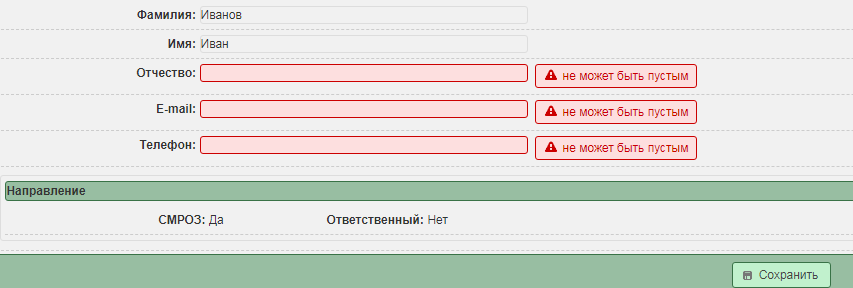 Фамилия: Иванов
Имя: Иван
Отчество: не может быть пустым
E-mail: не может быть пустым
Телефон: не может быть пустым
Направление
СМРОЗ: Да Ответственный: Нет
Сохранить